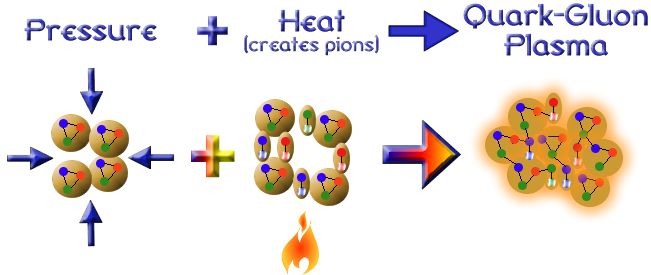 Pressure + Heat
(creates pions)
Quark-Gluon
Plasma